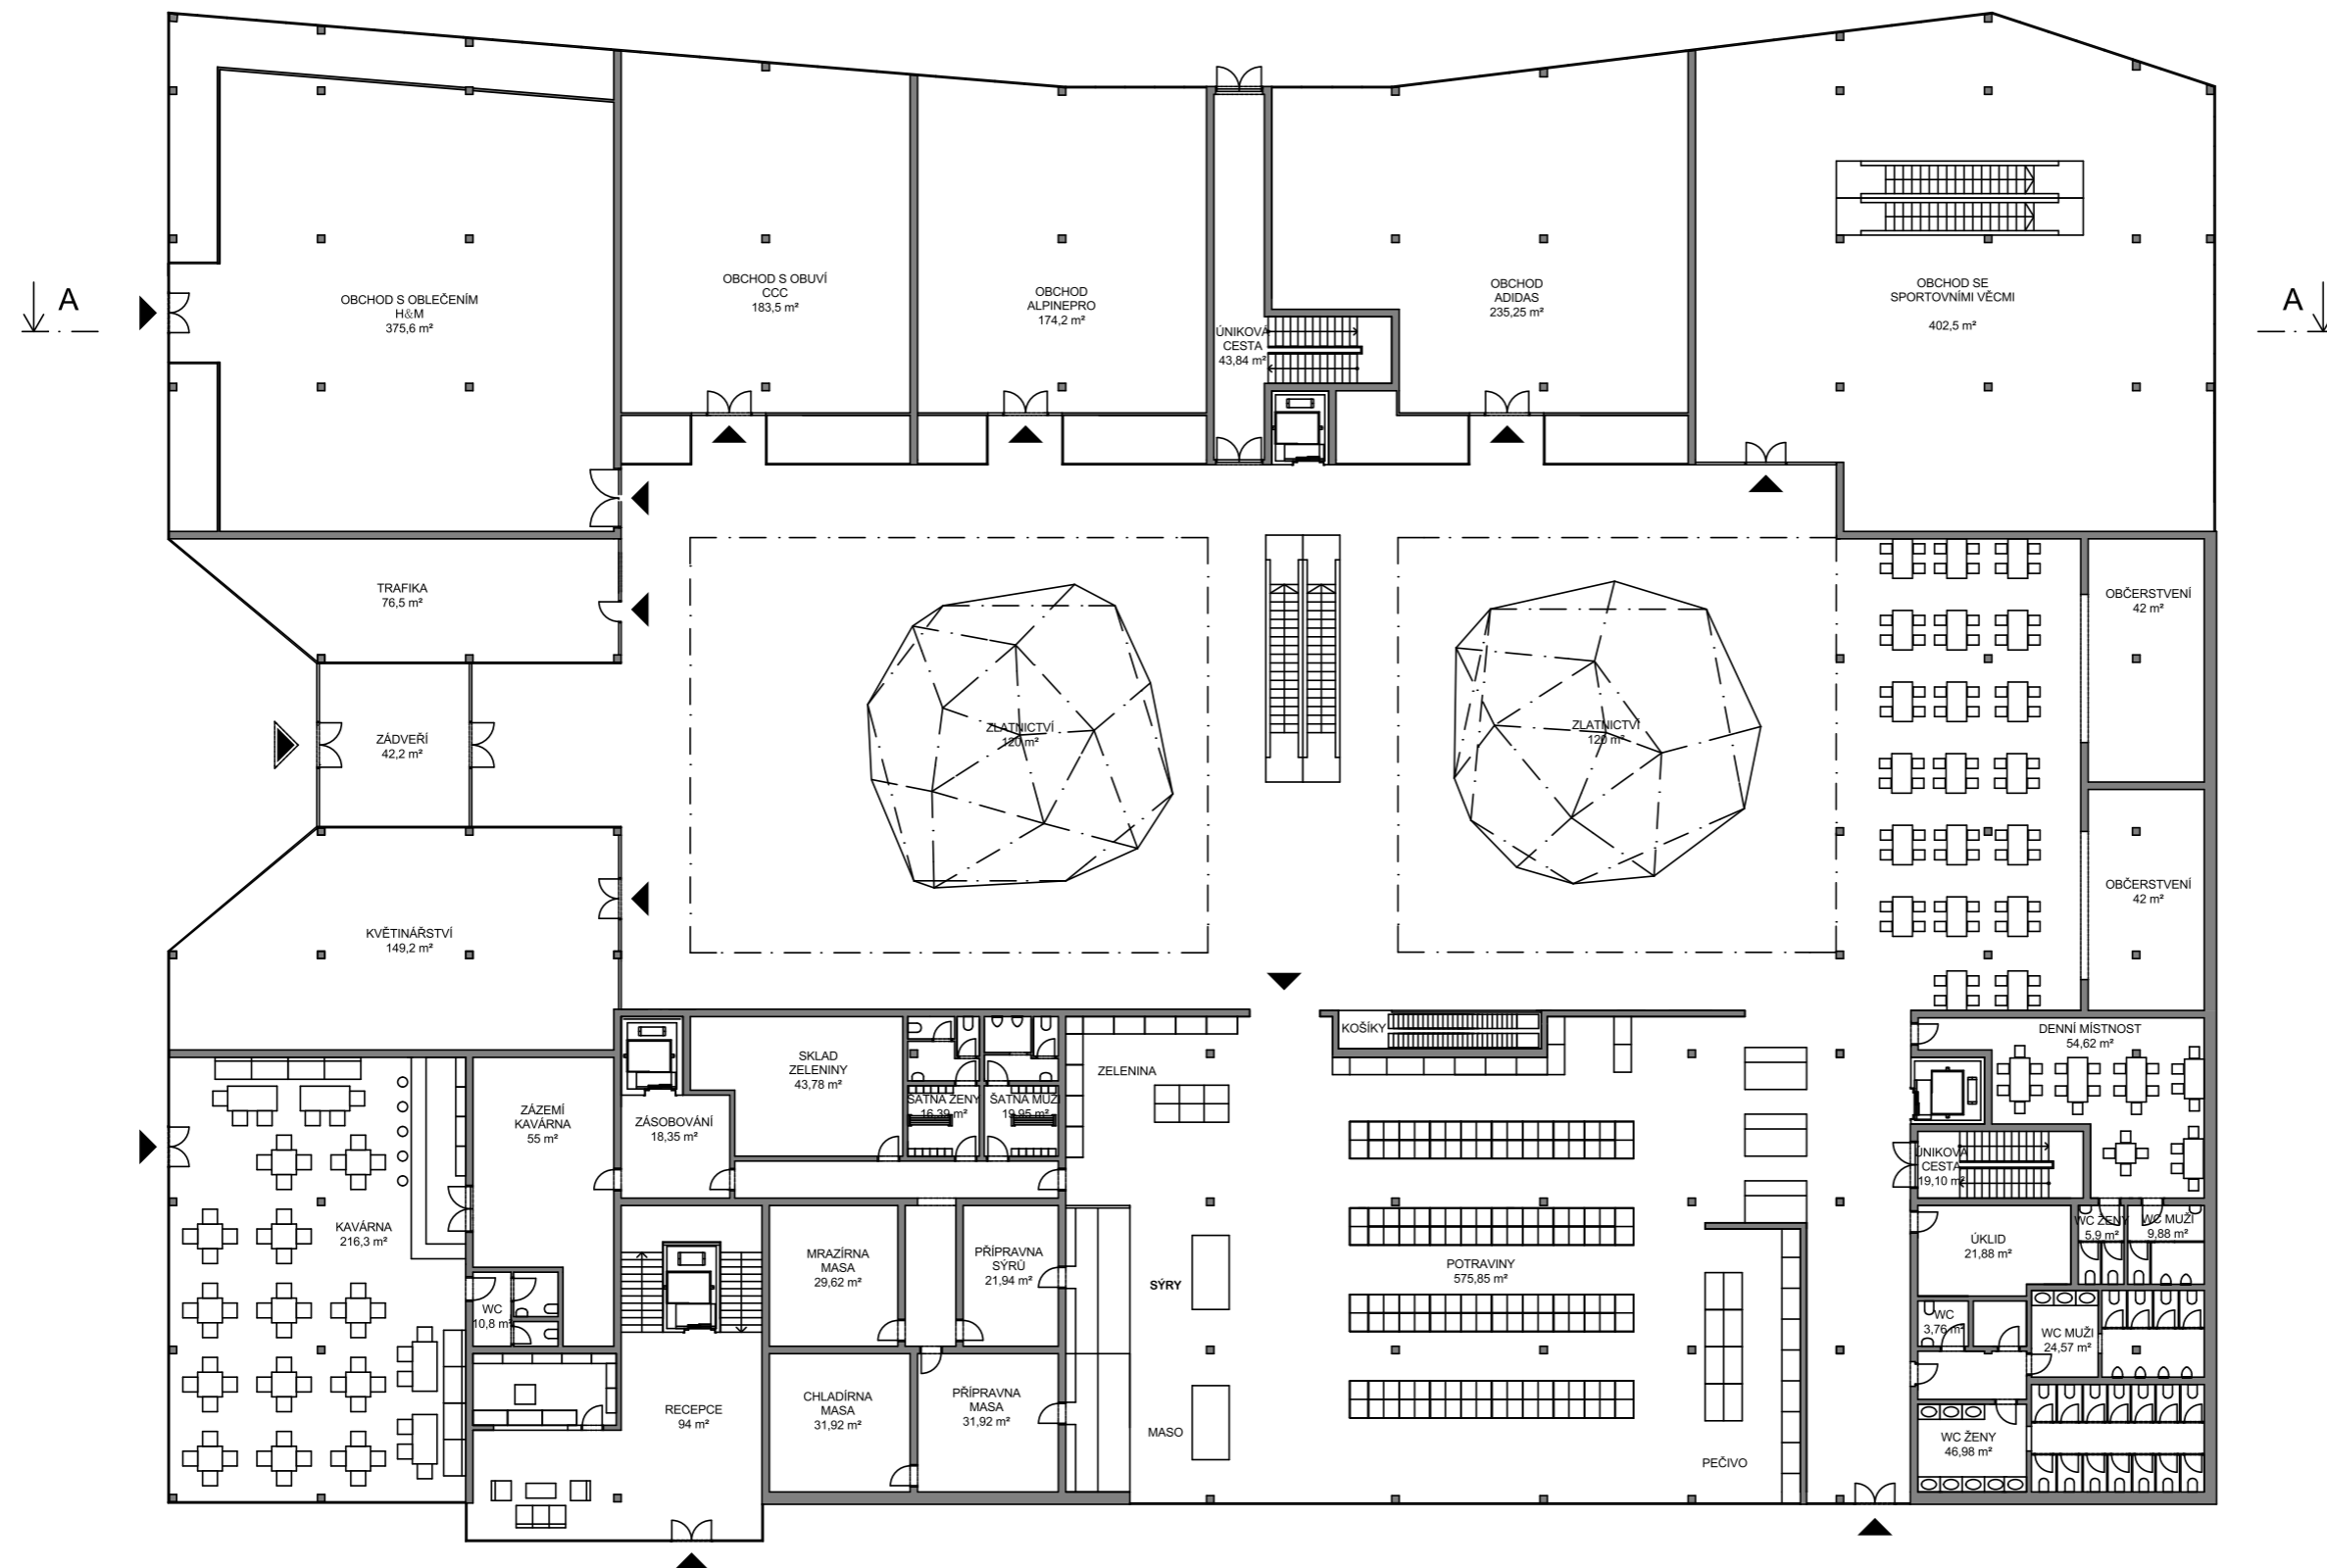 A
A
OBCHOD S OBLEČENÍM
H&M
375,6 m²
OBCHOD S OBUVÍ
CCC
183,5 m²
OBCHOD
ALPINEPRO
174,2 m²
ÚNIKOVÁ
CESTA
43,84 m²
OBCHOD
ADIDAS
235,25 m²
OBCHOD SE
SPORTOVNÍMI VĚCMI
402,5 m²
TRAFIKA
76,5 m²
ZÁDVEŘÍ
42,2 m²
ZLATNICTVÍ
120 m²
ZLATNICTVÍ
120 m²
OBČERSTVENÍ
42 m²
OBČERSTVENÍ
42 m²
KVĚTINÁŘSTVÍ
149,2 m²
KOŠÍKY
DENNÍ MÍSTNOST
54,62 m²
SKLAD
ZELENINY
43,78 m²
ZELENINA
ŠATNA ŽENY
16,39 m²
ŠATNA MUŽI
19,95 m²
ZÁZEMÍ
KAVÁRNA
55 m²
ZÁSOBOVÁNÍ
18,35 m²
ÚNIKOVÁ
CESTA
19,10 m²
KAVÁRNA
216,3 m²
MRAZÍRNA
MASA
29,62 m²
PŘÍPRAVNA
SÝRŮ
21,94 m²
SÝRY
POTRAVINY
575,85 m²
ÚKLID
21,88 m²
WC ŽENY
5,9 m²
WC MUŽI
9,88 m²
WC
10,8 m²
WC
3,76 m²
WC MUŽI
24,57 m²
RECEPCE
94 m²
CHLADÍRNA
MASA
31,92 m²
PŘÍPRAVNA
MASA
31,92 m²
MASO
PEČIVO
WC ŽENY
46,98 m²